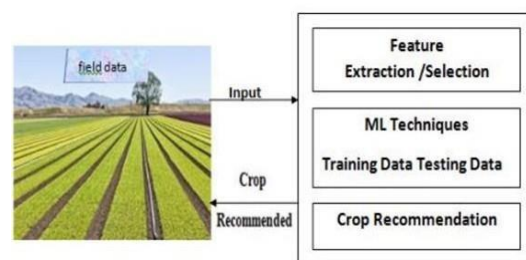 field data
Input
Crop
Recommended
Feature
Extraction /Selection
ML Techniques
Training Data Testing Data
Crop Recommendation